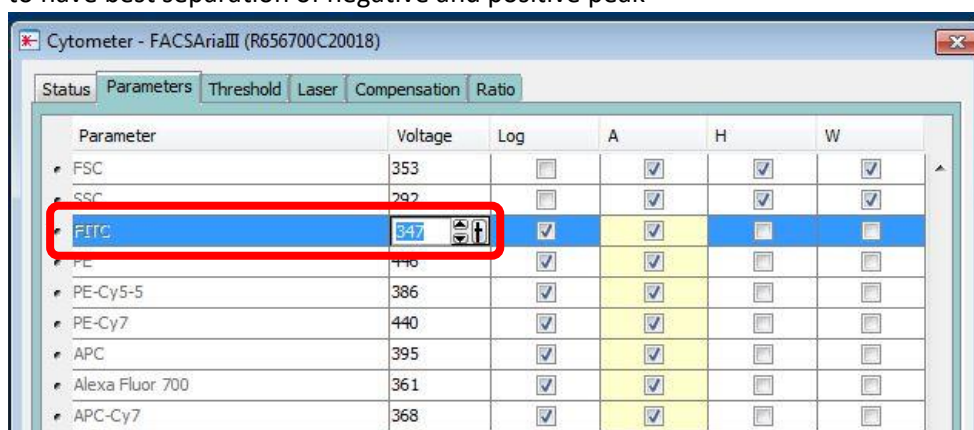 to have best separation of negative and positive peak
Cytometer - FACSAriaIII (R656700C20018)
Status Parameters Threshold Laser Compensation Ratio
Parameter Voltage Log A H W
FSC 353
SSC 292
FITC 347
PE 446
PE-Cy5-5 386
PE-Cy7 440
APC 395
Alexa Fluor 700 361
APC-Cy7 368